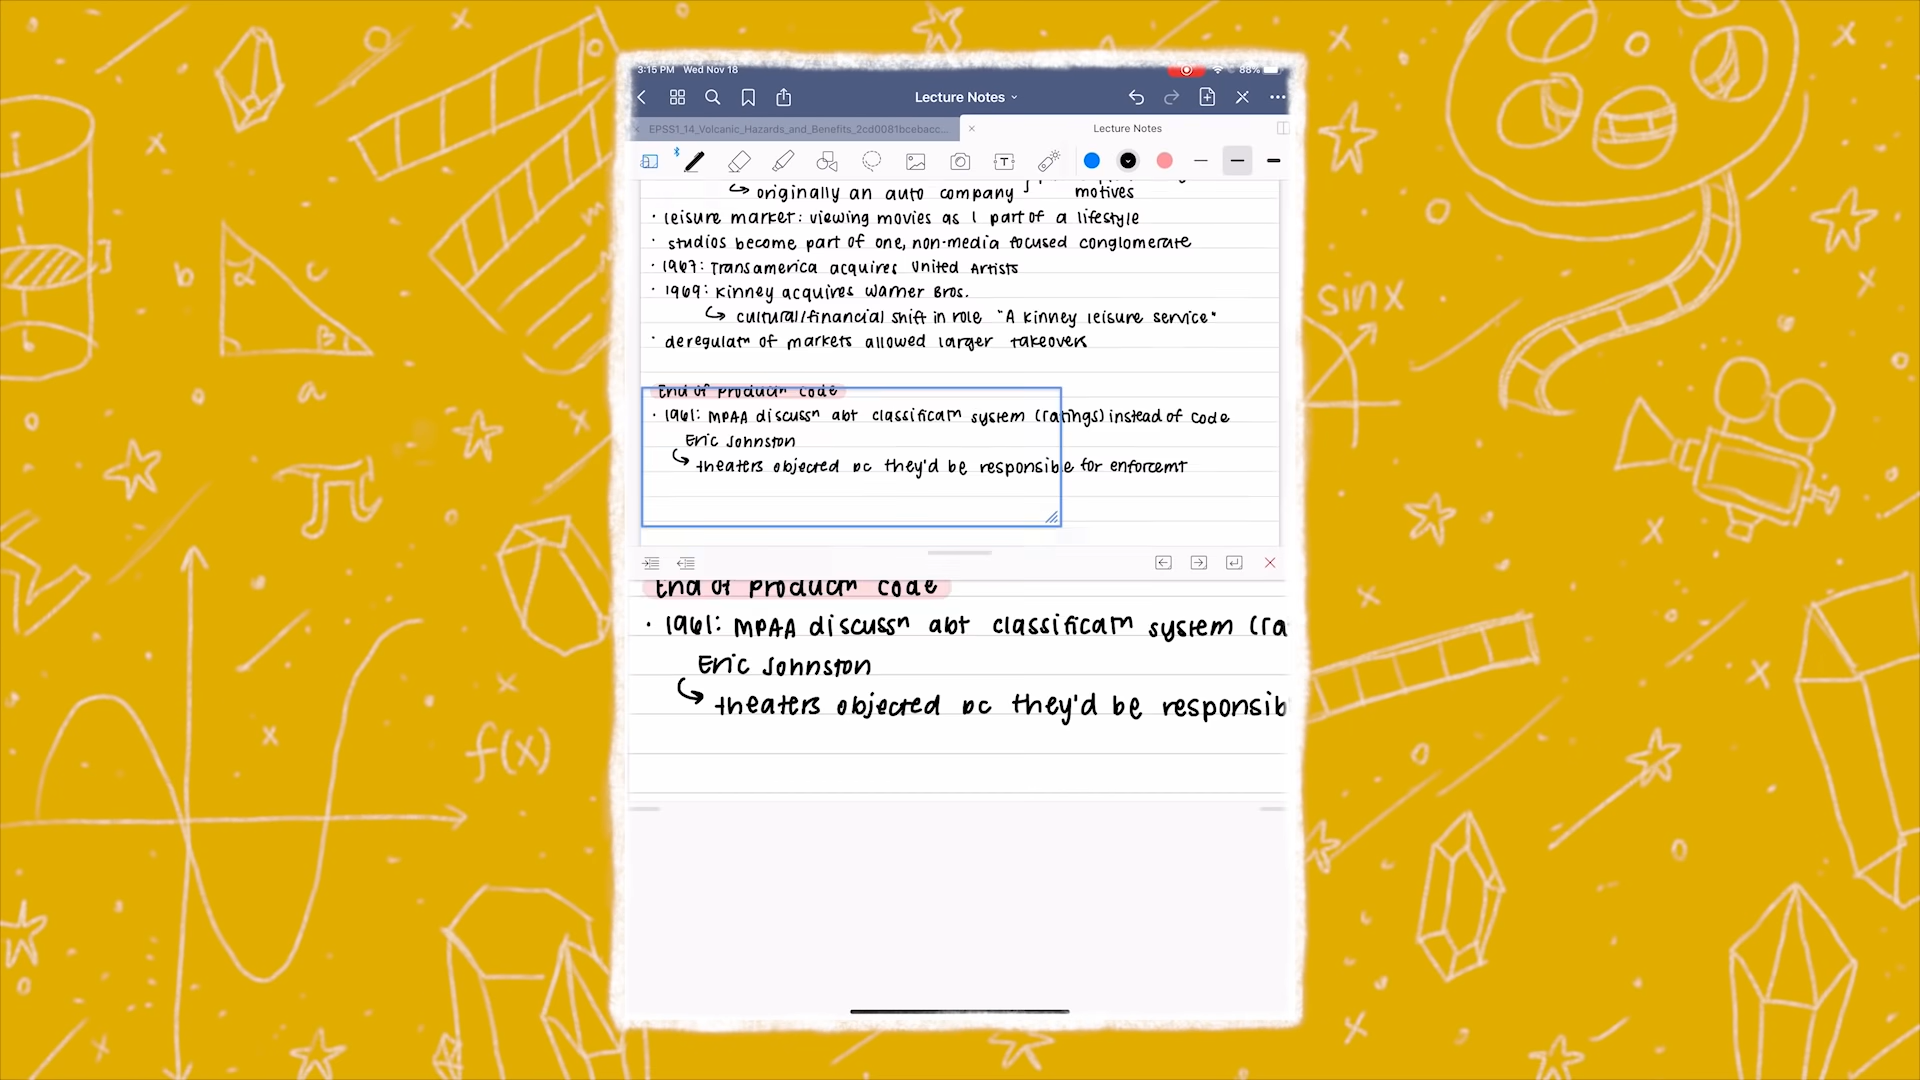 3:15 PM Wed Nov 18
88%
Lecture Notes
EPSS1_14_Volcanic_Hazards_and_Benefits_2cd0081bcebacc...
Lecture Notes
↳ originally an auto company
motives
· leisure market: viewing movies as 1 part of a lifestyle
· studios become part of one, non-media focused conglomerate
· 1967: Transamerica acquires United Artists
· 1969: Kinney acquires Warner Bros.
↳ cultural/financial shift in role "A Kinney leisure service"
· deregulatn of markets allowed larger takeovers
End of productn code
· 1961: MPAA discussn abt classificatn system (ratings) instead of code
Eric Johnston
↳ theaters objected bc they'd be responsible for enforcemt
End of productn code
· 1961: MPAA discussn abt classificatn system (ra
Eric Johnston
↳ theaters objected bc they'd be responsib
b
α
c
B
a
m
π
f(x)
sinx